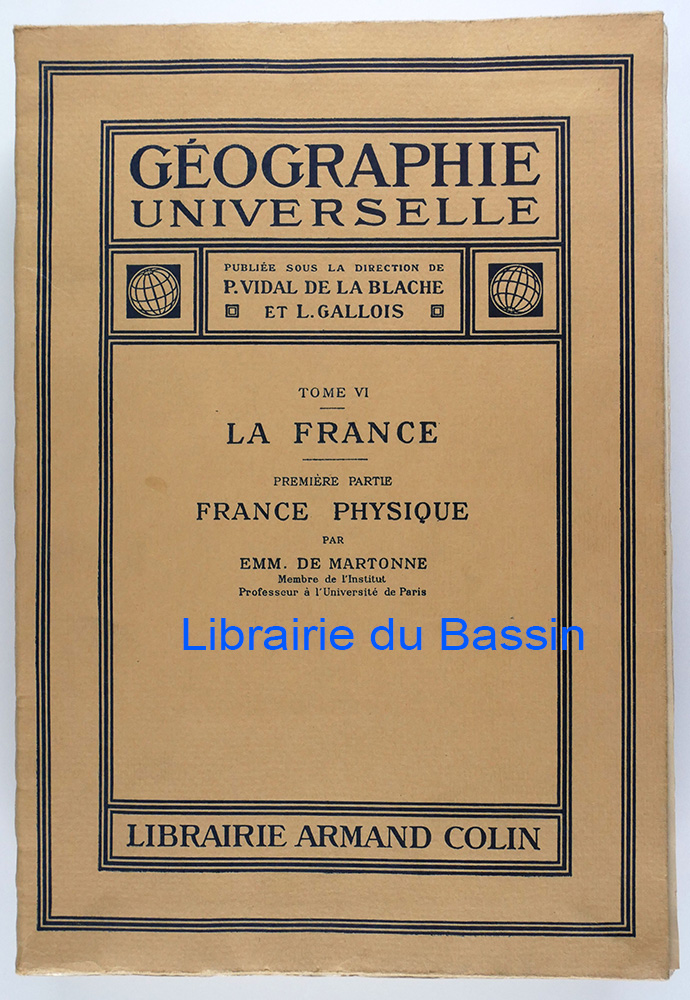 GÉOGRAPHIE
UNIVERSELLE
PUBLIÉE SOUS LA DIRECTION DE
P. VIDAL DE LA BLACHE
ET L. GALLOIS
TOME VI
LA FRANCE
PREMIÈRE PARTIE
FRANCE PHYSIQUE
PAR
EMM. DE MARTONNE
Membre de l'Institut
Professeur à l'Université de Paris
Librairie du Bassin
LIBRAIRIE ARMAND COLIN